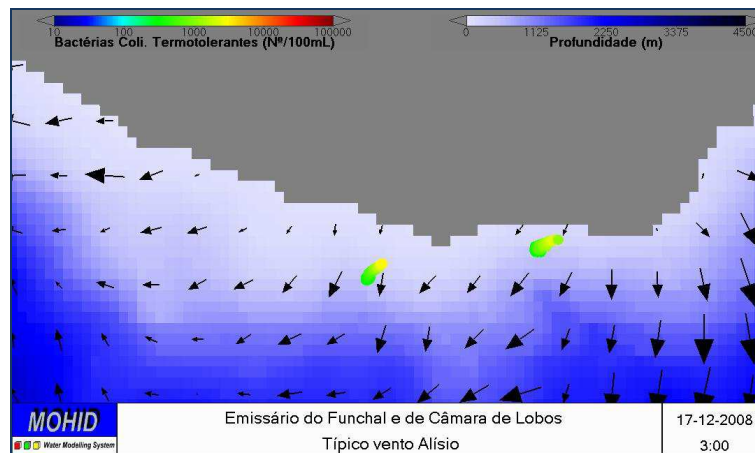 10 100 1000 10000 100000
Bactérias Coli. Termotolerantes (Nº/100mL)
0 1125 2250 3375 4500
Profundidade (m)
MOHID
Water Modelling System
Emissário do Funchal e de Câmara de Lobos
Típico vento Alísio
17-12-2008
3:00